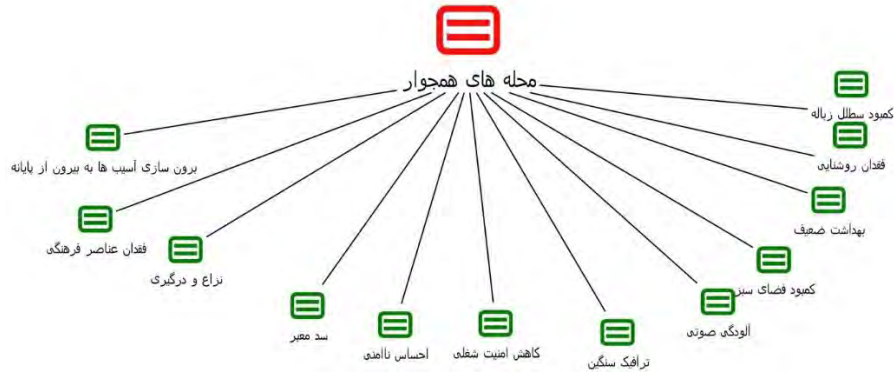 محله های همجوار
کمبود سطل زباله
فقدان روشنایی
بهداشت ضعیف
کمبود فضای سبز
آلودگی صوتی
ترافیک سنگین
کاهش امنیت شغلی
احساس ناامنی
سد معبر
نزاع و درگیری
فقدان عناصر فرهنگی
برون سازی آسیب ها به بیرون از پایانه